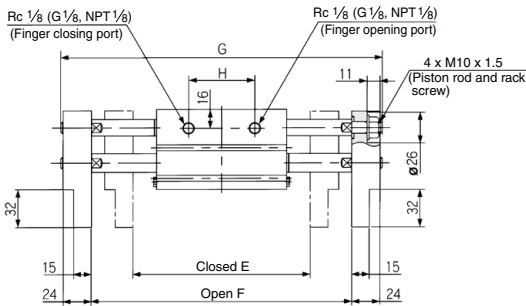 Rc 1/8 (G 1/8, NPT 1/8)
(Finger closing port)
Rc 1/8 (G 1/8, NPT 1/8)
(Finger opening port)
G
4 x M10 x 1.5
(Piston rod and rack
screw)
11
H
16
ø26
32
32
15
Closed E
15
24
Open F
24